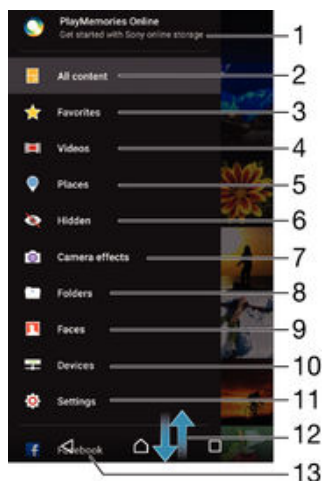 PlayMemories Online
Get started with Sony online storage
1
All content
2
Favorites
3
Videos
4
Places
5
Hidden
6
Camera effects
7
Folders
8
Faces
9
Devices
10
Settings
11
12
Facebook
13